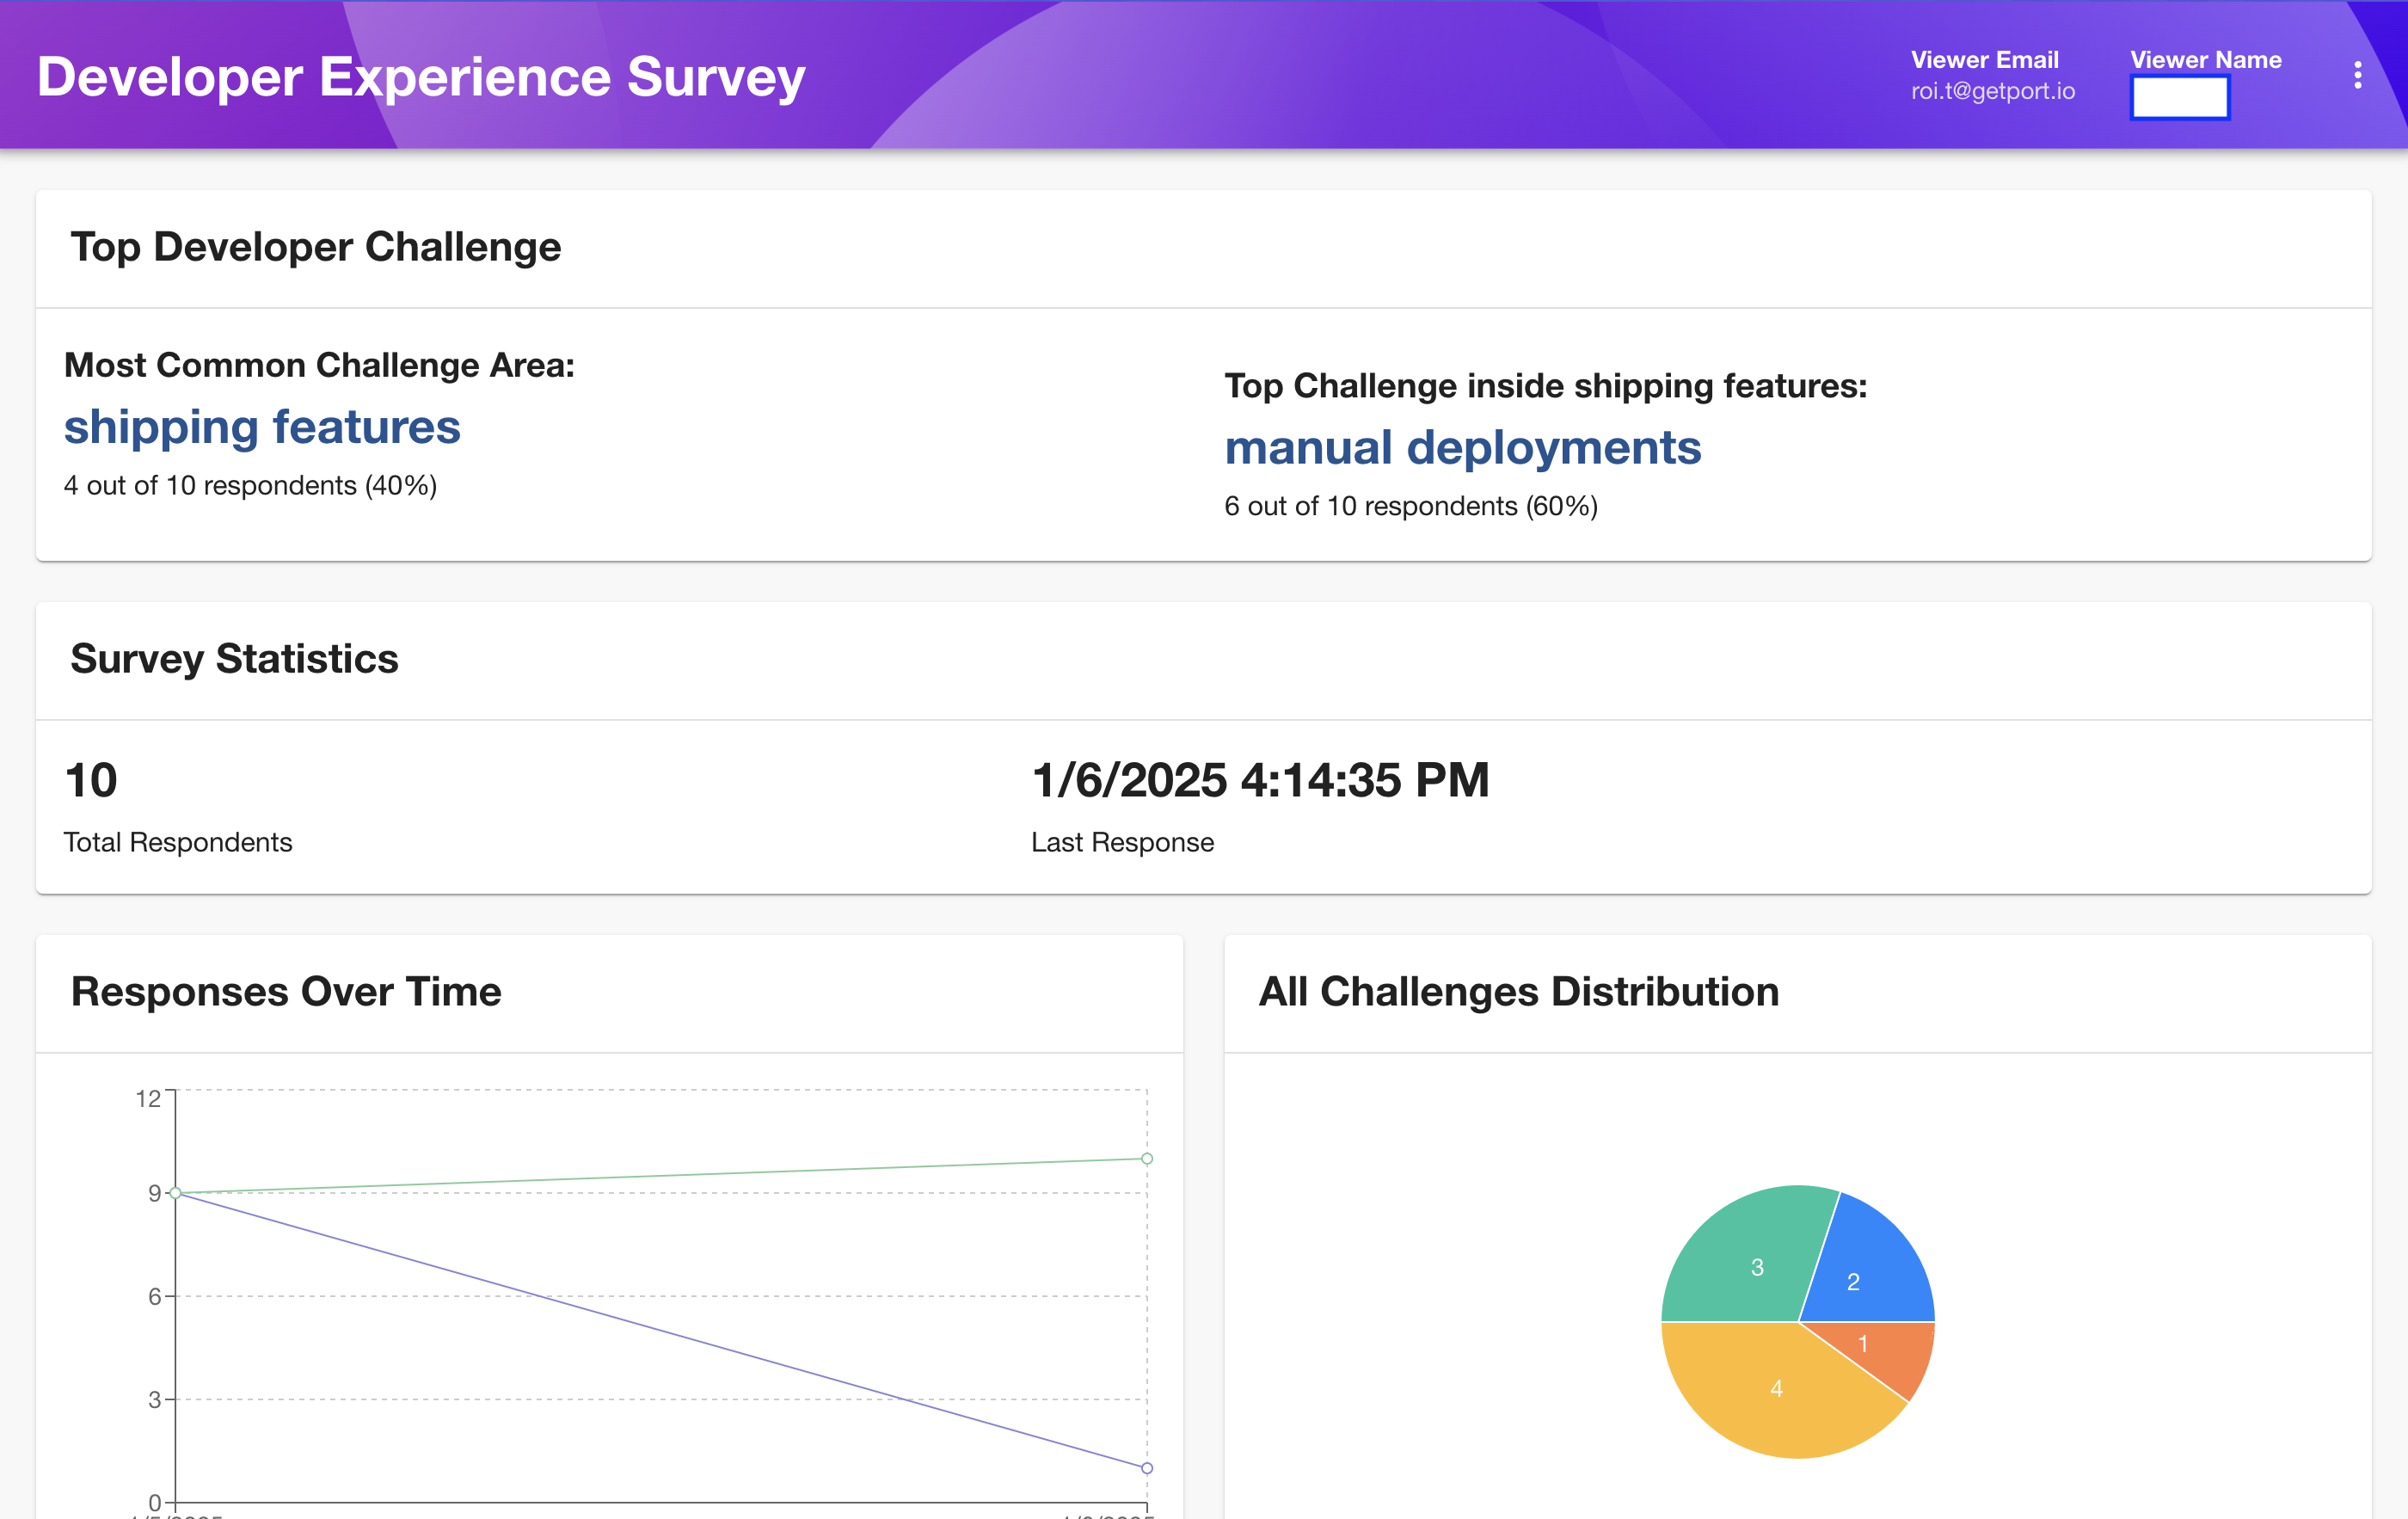 Developer Experience Survey
Viewer Email
roi.t@getport.io
Viewer Name
Top Developer Challenge
Most Common Challenge Area:
shipping features
4 out of 10 respondents (40%)
Top Challenge inside shipping features:
manual deployments
6 out of 10 respondents (60%)
Survey Statistics
10
Total Respondents
1/6/2025 4:14:35 PM
Last Response
Responses Over Time
12
9
6
3
0
All Challenges Distribution
3
2
1
4